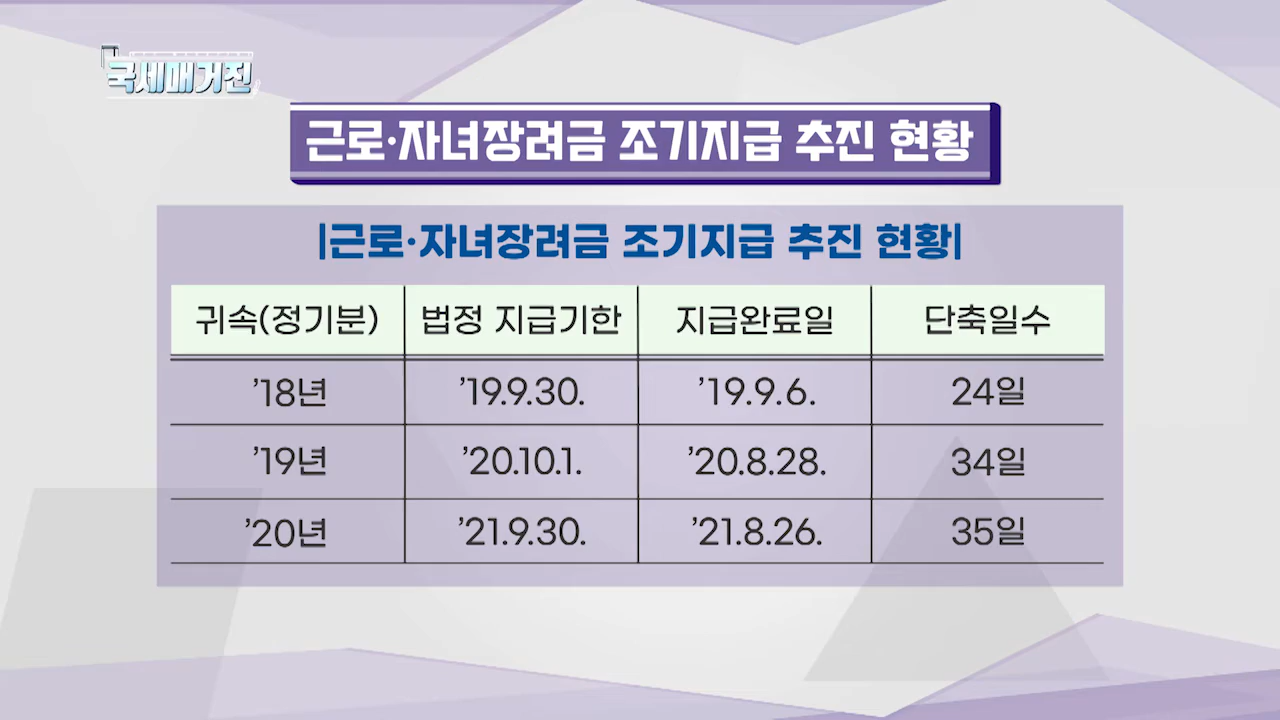 국세매거진
근로·자녀장려금 조기지급 추진 현황
|근로·자녀장려금 조기지급 추진 현황|
귀속(정기분) 법정 지급기한 지급완료일 단축일수
’18년 ’19.9.30. ’19.9.6. 24일
’19년 ’20.10.1. ’20.8.28. 34일
’20년 ’21.9.30. ’21.8.26. 35일